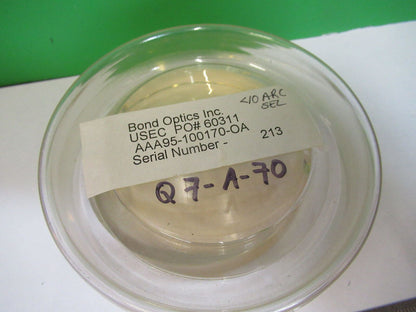 <10 ARC
SEC
Bond Optics Inc.
USEC PO# 60311
AAA95-100170-OA
Serial Number - 213
Q7-A-70